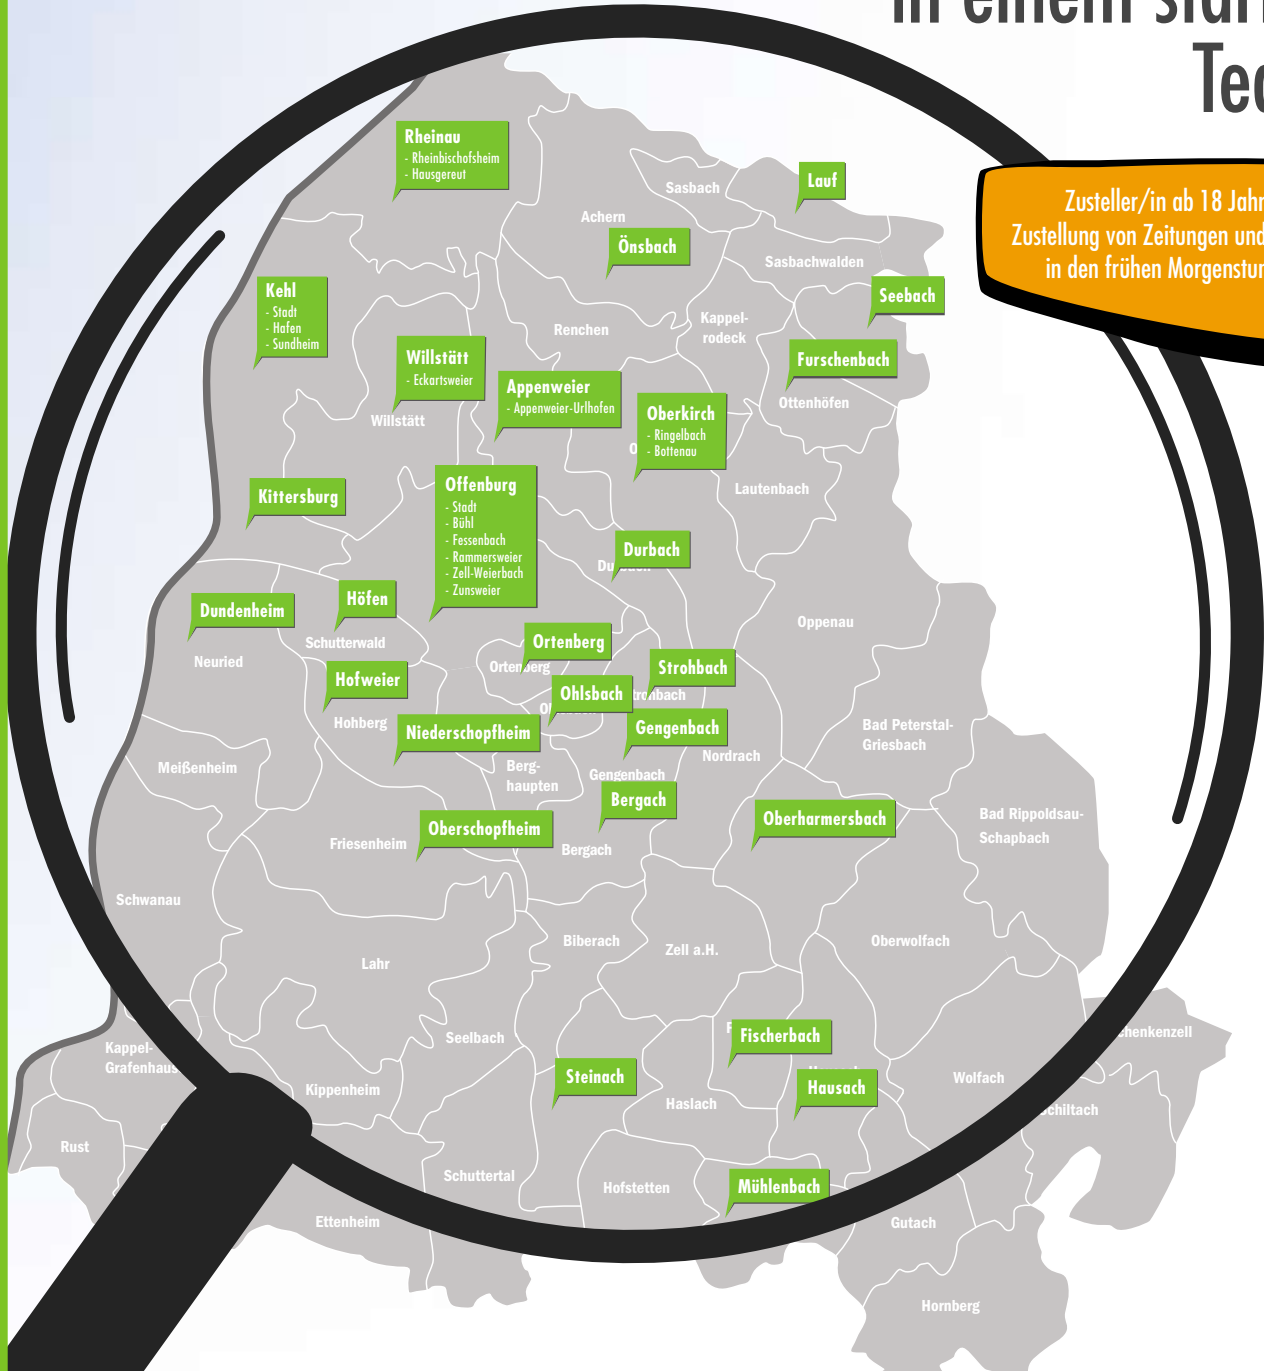 in einem
Zusteller/in ab 18
Zustellung von Zeitungen und
in den frühen
Rheinau
- Rheinbischofsheim
- Hausgereut
Lauf
Sasbach
Achern
Önsbach
Sasbachwalden
Seebach
Kehl
- Stadt
- Hafen
- Sundheim
Renchen
Kappel-
rodeck
Willstätt
- Eckartsweier
Furschenbach
Appenweier
- Appenweier-Urlhofen
Ottenhöfen
Willstätt
Oberkirch
- Ringelbach
- Bottenau
Lautenbach
Kittersburg
Offenburg
- Stadt
- Bühl
- Fessenbach
- Rammersweier
- Zell-Weierbach
- Zunsweier
Durbach
Dundenheim
Höfen
Oppenau
Schutterwald
Neuried
Ortenberg
Ortenberg
Strohbach
Hofweier
Ohlsbach
Hohberg
Niederschopfheim
Gengenbach
Bad Peterstal-
Griesbach
Nordrach
Meißenheim
Berg-
haupten
Gengenbach
Bergach
Oberharmersbach
Bad Rippoldsau-
Schapbach
Oberschopfheim
Friesenheim
Bergach
Schwanau
Biberach
Zell a.H.
Oberwolfach
Lahr
Seelbach
Fischerbach
Kappel-
Steinach
Hausach
Wolfach
Kippenheim
Haslach
Rust
Schuttertal
Hofstetten
Mühlenbach
Ettenheim
Gutach
Hornberg